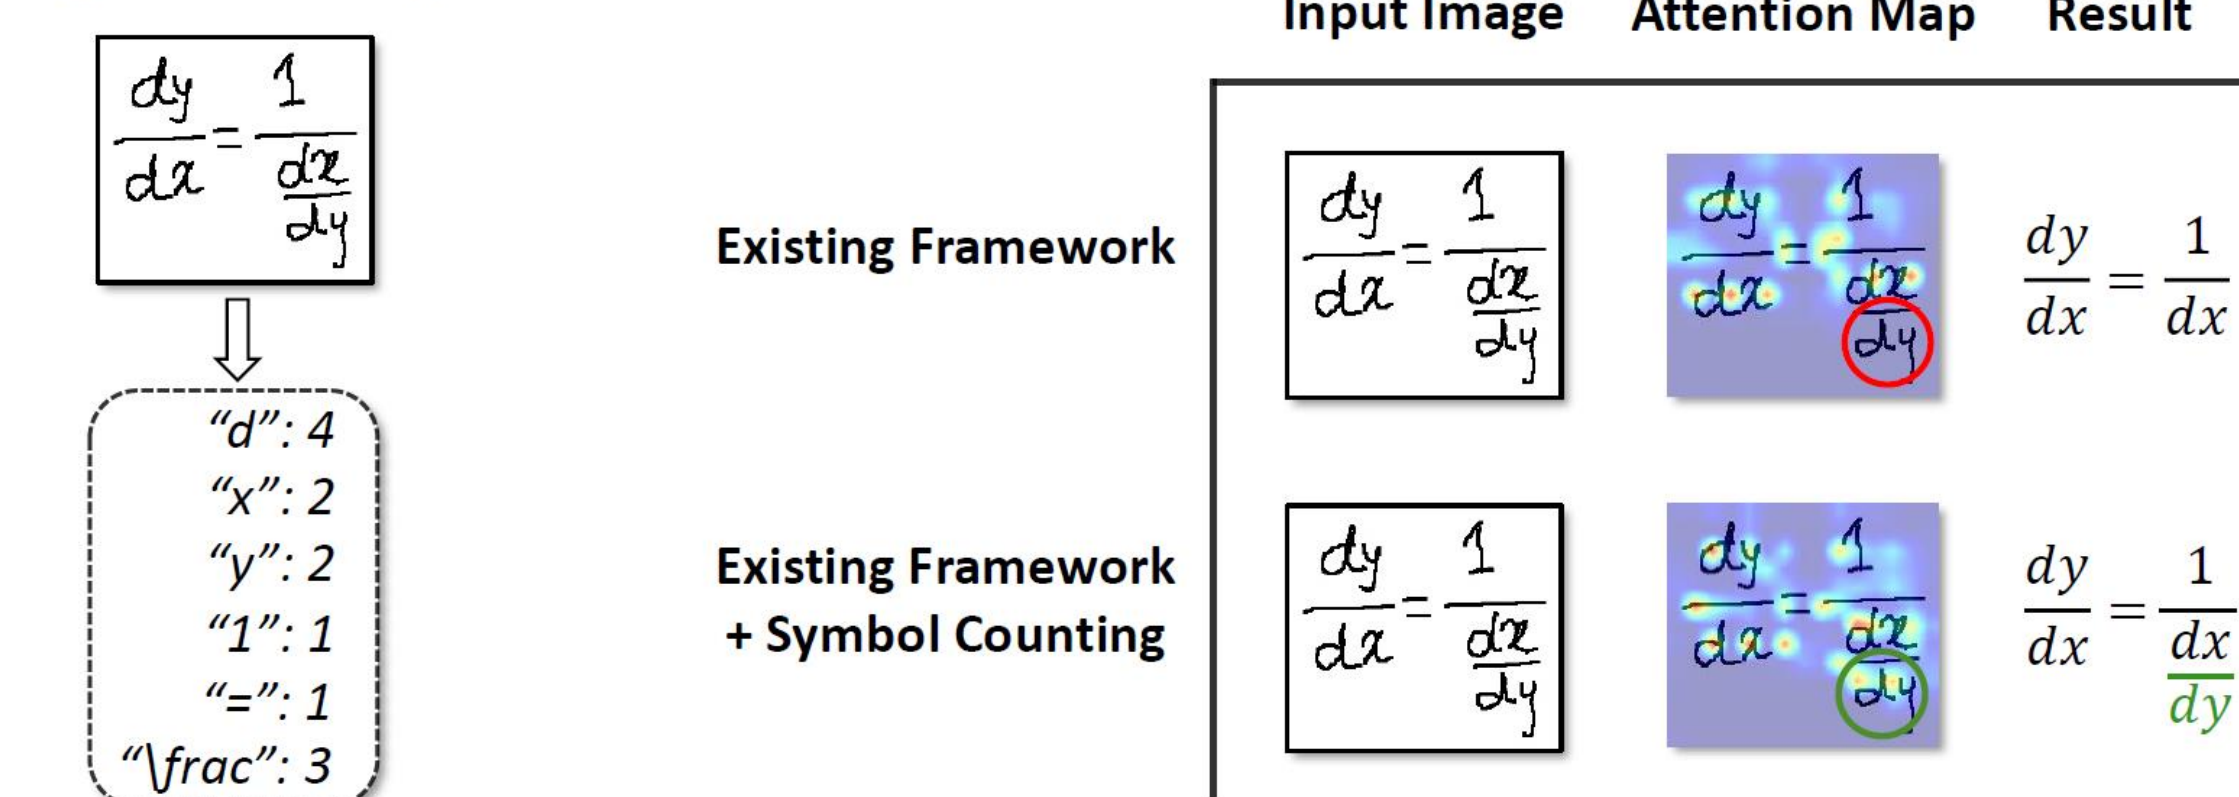 Input Image Attention Map Result
dy/dx = 1/(dx/dy)
"d": 4
"x": 2
"y": 2
"1": 1
"=": 1
"\frac": 3
Existing Framework
dy/dx = 1/(dx/dy)
dy/dx = 1/(dx/dy)
dy/dx = 1/dx
Existing Framework
+ Symbol Counting
dy/dx = 1/(dx/dy)
dy/dx = 1/(dx/dy)
dy/dx = 1/(dx/dy)